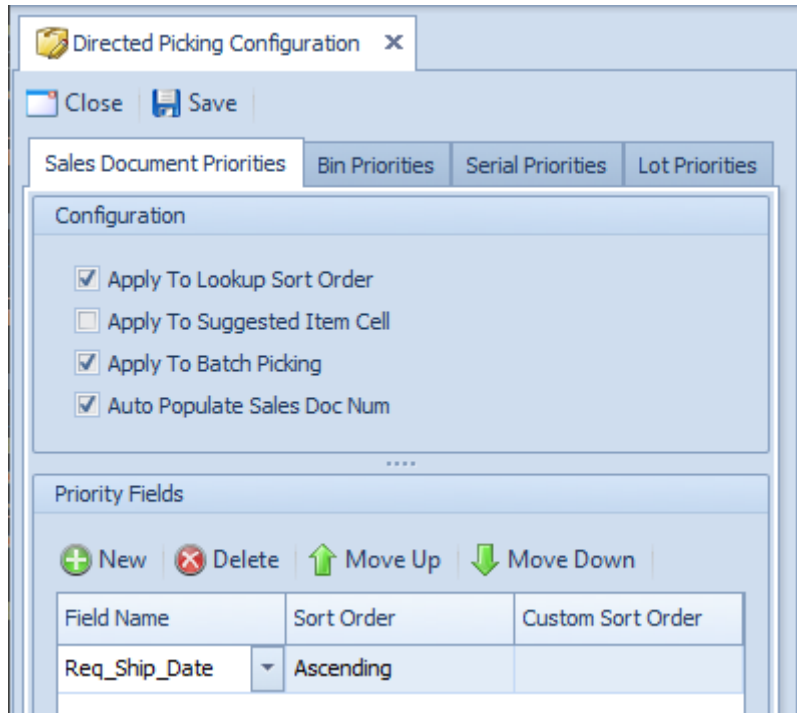 Directed Picking Configuration
Close Save
Sales Document Priorities Bin Priorities Serial Priorities Lot Priorities
Configuration
Apply To Lookup Sort Order
Apply To Suggested Item Cell
Apply To Batch Picking
Auto Populate Sales Doc Num
Priority Fields
New Delete Move Up Move Down
Field Name Sort Order Custom Sort Order
Req_Ship_Date Ascending